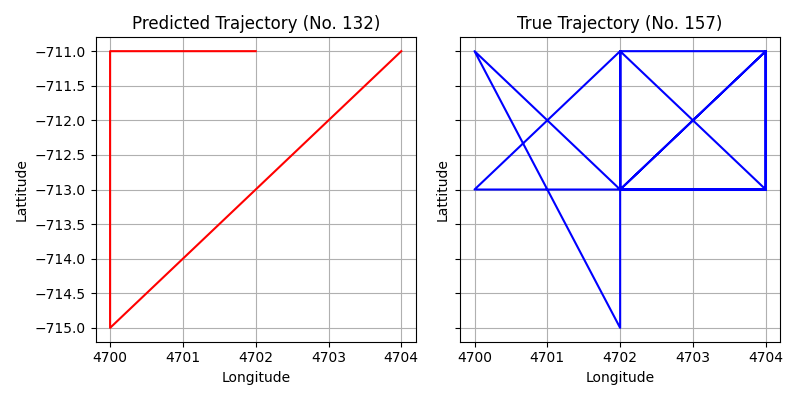 Predicted Trajectory (No. 132)
−711.0
−711.5
−712.0
−712.5
−713.0
−713.5
−714.0
−714.5
−715.0
Lattitude
4700 4701 4702 4703 4704
Longitude
True Trajectory (No. 157)
Lattitude
4700 4701 4702 4703 4704
Longitude